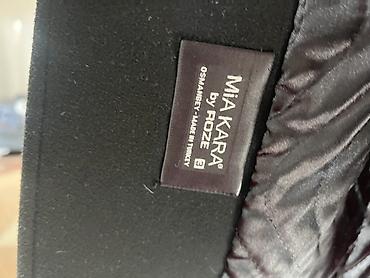 MiA KARA®
by ROZE
OSMANBEY - MADE IN TURKEY